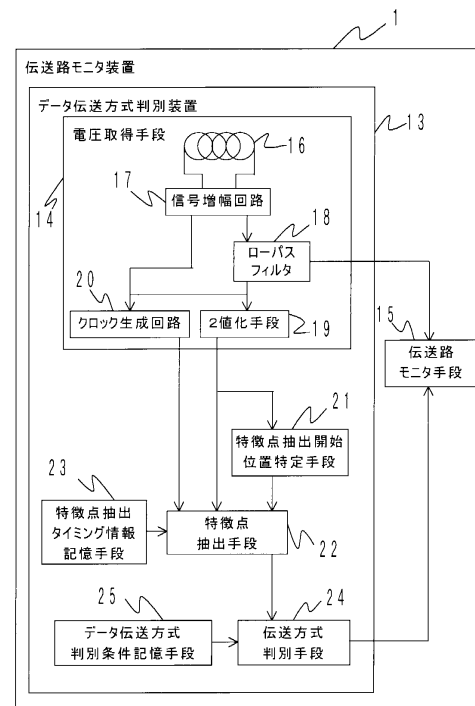 1
伝送路モニタ装置
データ伝送方式判別装置
13
電圧取得手段
16
17
14
信号増幅回路
18
ローパス
フィルタ
20
クロック生成回路
2値化手段
19
15
伝送路
モニタ手段
21
特徴点抽出開始
位置特定手段
23
特徴点抽出
タイミング情報
記憶手段
特徴点
抽出手段
22
25
24
データ伝送方式
判別条件記憶手段
伝送方式
判別手段